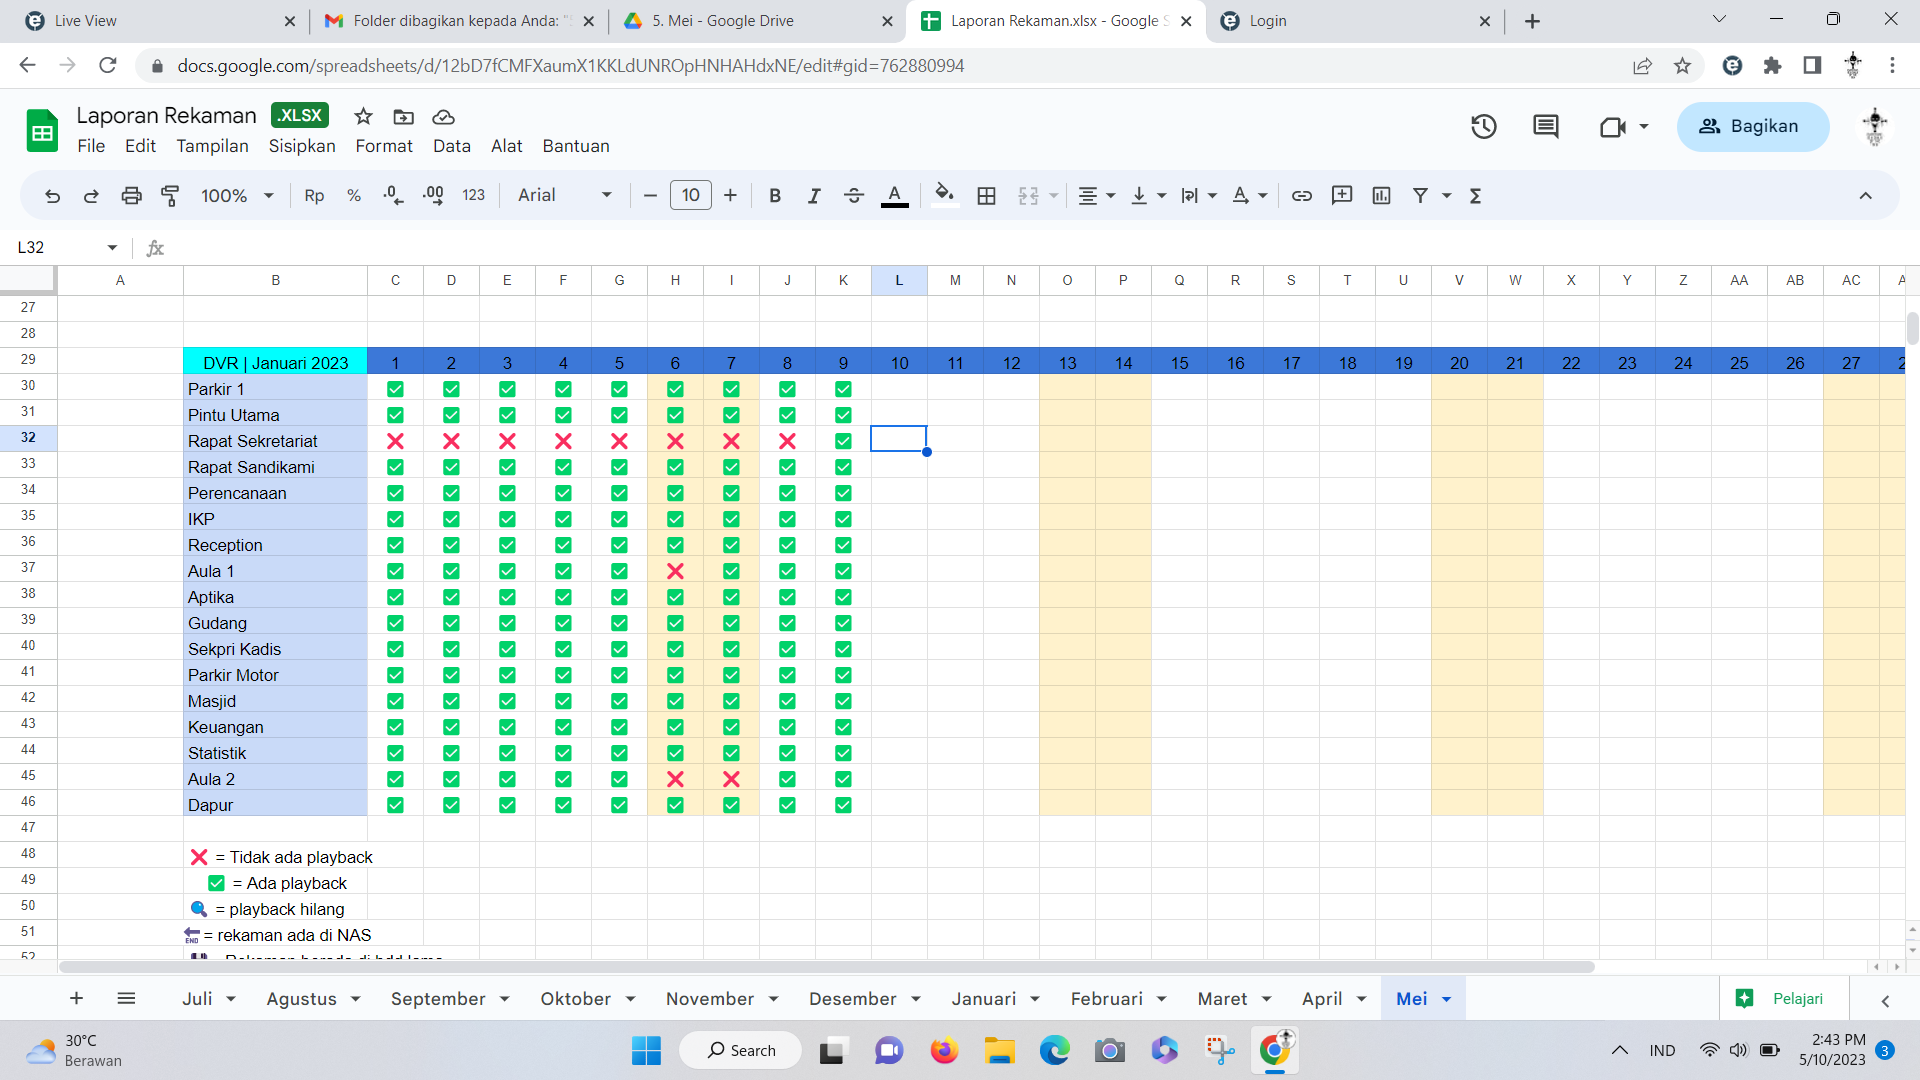 Live View
Folder dibagikan kepada Anda: "
5. Mei - Google Drive
Laporan Rekaman.xlsx - Google S
Login
docs.google.com/spreadsheets/d/12bD7fCMFXaumX1KKLdUNROpHNHAHdxNE/edit#gid=762880994
Laporan Rekaman .XLSX
File Edit Tampilan Sisipkan Format Data Alat Bantuan
Bagikan
100% Rp % .0 .00 123 Arial 10 B I S A Σ
L32 fx
A B C D E F G H I J K L M N O P Q R S T U V W X Y Z AA AB AC
27
28
29 DVR | Januari 2023 1 2 3 4 5 6 7 8 9 10 11 12 13 14 15 16 17 18 19 20 21 22 23 24 25 26 27 2
30 Parkir 1
31 Pintu Utama
32 Rapat Sekretariat
33 Rapat Sandikami
34 Perencanaan
35 IKP
36 Reception
37 Aula 1
38 Aptika
39 Gudang
40 Sekpri Kadis
41 Parkir Motor
42 Masjid
43 Keuangan
44 Statistik
45 Aula 2
46 Dapur
47
48 ❌ = Tidak ada playback
49 ✅ = Ada playback
50 🔍 = playback hilang
51 🔚 = rekaman ada di NAS
52
Juli Agustus September Oktober November Desember Januari Februari Maret April Mei
Pelajari
30°C
Berawan
Search
IND
2:43 PM
5/10/2023
3